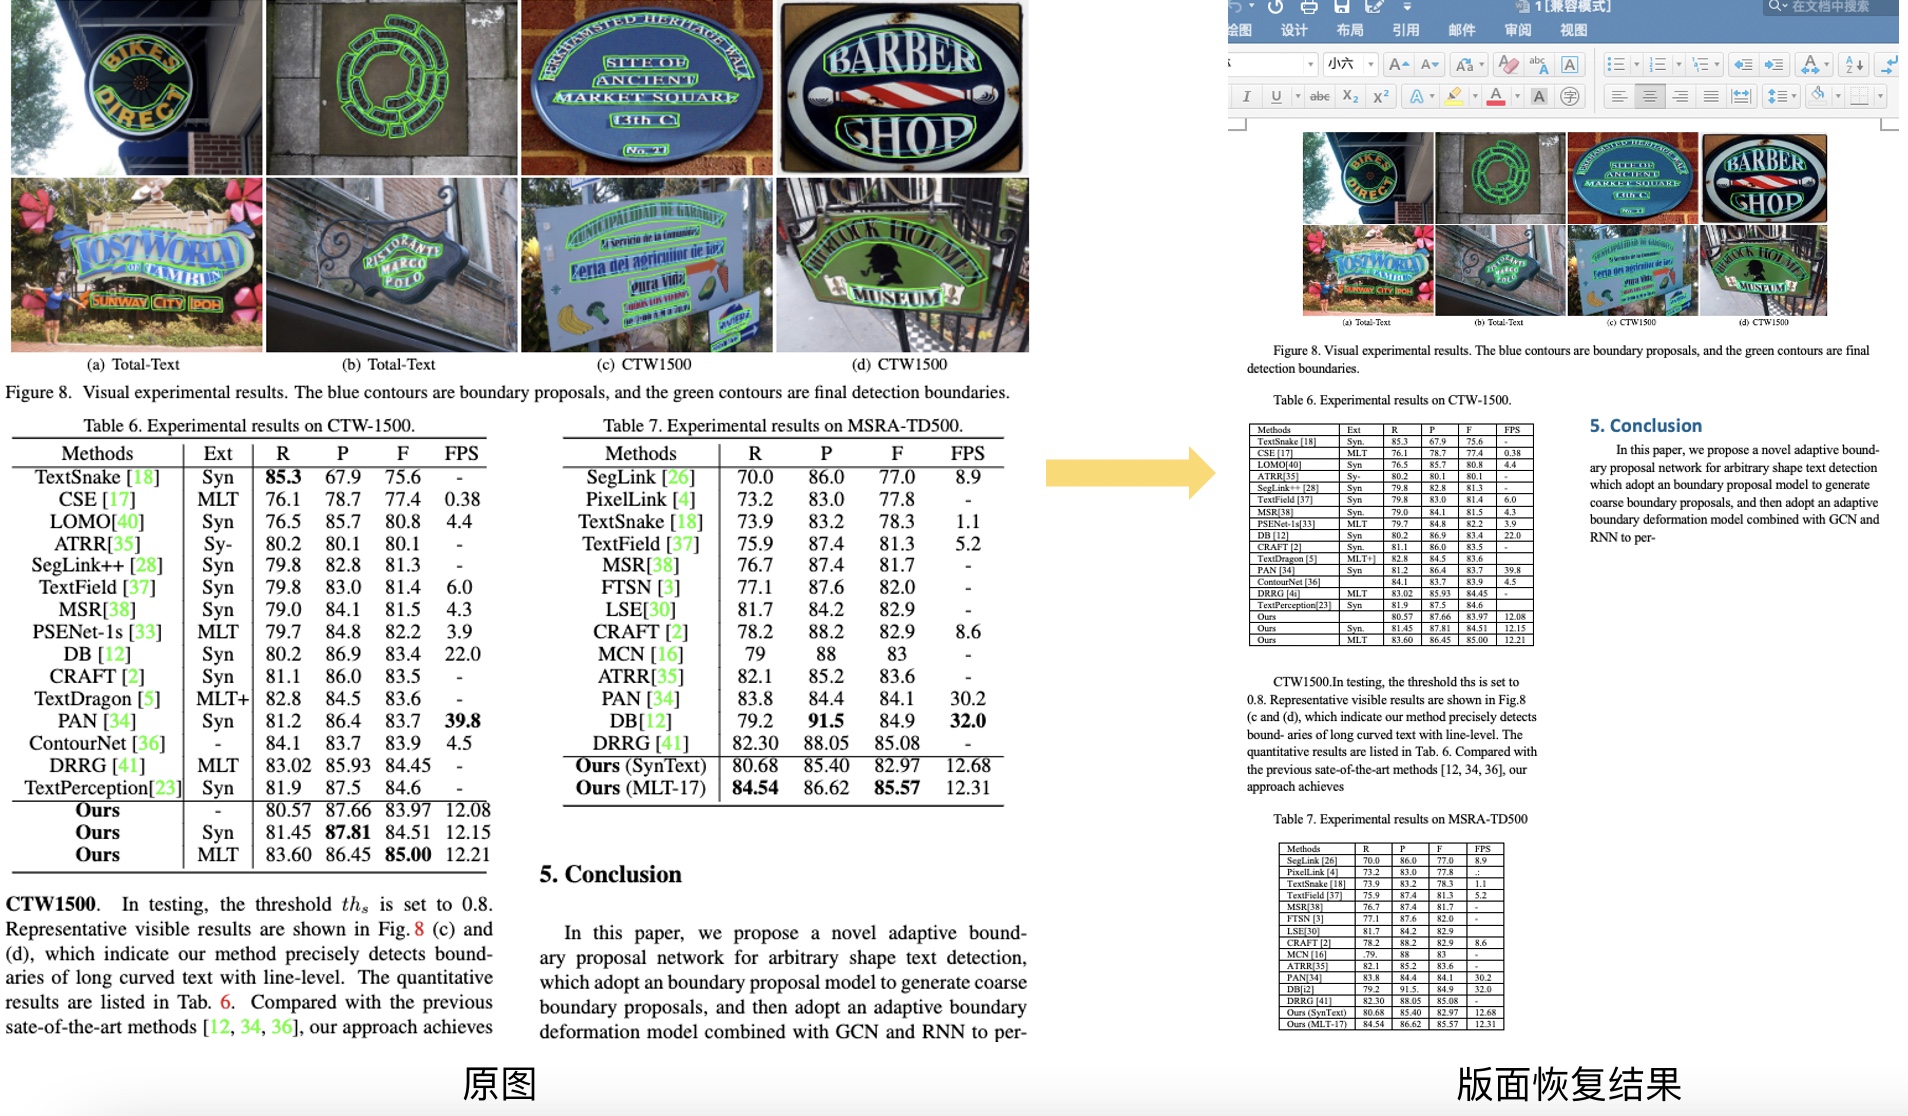 BIKES
DIRECT
BERKHAMSTED HERITAGE WALK
SITE OF
ANCIENT
MARKET SQUARE
13th C.
No. 21
BARBER
SHOP
LOST WORLD
OF TAMBUN
SUNWAY CITY IPOH
RISTORANTE
MARCO
POLO
MUNICIPALIDAD DE GARABITO
Al Servicio de la Comunidad
Feria del agricultor de Jacó
Pura Vida
SHERLOCK HOLMES
MUSEUM
(a) Total-Text (b) Total-Text (c) CTW1500 (d) CTW1500
Figure 8. Visual experimental results. The blue contours are boundary proposals, and the green contours are final detection boundaries.
Table 6. Experimental results on CTW-1500.
Methods Ext R P F FPS
TextSnake [18] Syn 85.3 67.9 75.6 -
CSE [17] MLT 76.1 78.7 77.4 0.38
LOMO[40] Syn 76.5 85.7 80.8 4.4
ATRR[35] Sy- 80.2 80.1 80.1 -
SegLink++ [28] Syn 79.8 82.8 81.3 -
TextField [37] Syn 79.8 83.0 81.4 6.0
MSR[38] Syn 79.0 84.1 81.5 4.3
PSENet-1s [33] MLT 79.7 84.8 82.2 3.9
DB [12] Syn 80.2 86.9 83.4 22.0
CRAFT [2] Syn 81.1 86.0 83.5 -
TextDragon [5] MLT+ 82.8 84.5 83.6 -
PAN [34] Syn 81.2 86.4 83.7 39.8
ContourNet [36] - 84.1 83.7 83.9 4.5
DRRG [41] MLT 83.02 85.93 84.45 -
TextPerception[23] Syn 81.9 87.5 84.6 -
Ours - 80.57 87.66 83.97 12.08
Ours Syn 81.45 87.81 84.51 12.15
Ours MLT 83.60 86.45 85.00 12.21
CTW1500. In testing, the threshold ths is set to 0.8.
Representative visible results are shown in Fig. 8 (c) and
(d), which indicate our method precisely detects bound-
aries of long curved text with line-level. The quantitative
results are listed in Tab. 6. Compared with the previous
sate-of-the-art methods [12, 34, 36], our approach achieves
Table 7. Experimental results on MSRA-TD500.
Methods R P F FPS
SegLink [26] 70.0 86.0 77.0 8.9
PixelLink [4] 73.2 83.0 77.8 -
TextSnake [18] 73.9 83.2 78.3 1.1
TextField [37] 75.9 87.4 81.3 5.2
MSR[38] 76.7 87.4 81.7 -
FTSN [3] 77.1 87.6 82.0 -
LSE[30] 81.7 84.2 82.9 -
CRAFT [2] 78.2 88.2 82.9 8.6
MCN [16] 79 88 83 -
ATRR[35] 82.1 85.2 83.6 -
PAN [34] 83.8 84.4 84.1 30.2
DB[12] 79.2 91.5 84.9 32.0
DRRG [41] 82.30 88.05 85.08 -
Ours (SynText) 80.68 85.40 82.97 12.68
Ours (MLT-17) 84.54 86.62 85.57 12.31
5. Conclusion
In this paper, we propose a novel adaptive bound-
ary proposal network for arbitrary shape text detection,
which adopt an boundary proposal model to generate coarse
boundary proposals, and then adopt an adaptive boundary
deformation model combined with GCN and RNN to per-
原图
1 [兼容模式]
在文档中搜索
绘图 设计 布局 引用 邮件 审阅 视图
小六
BIKES
DIRECT
SITE OF
ANCIENT
MARKET SQUARE
13th C.
BARBER
SHOP
LOST WORLD
OF TAMBUN
SUNWAY CITY IPOH
RISTORANTE
MARCO
POLO
MUSEUM
(a) Total-Text (b) Total-Text (c) CTW1500 (d) CTW1500
Figure 8. Visual experimental results. The blue contours are boundary proposals, and the green contours are final
detection boundaries.
Table 6. Experimental results on CTW-1500.
Methods Ext R P F FPS
TextSnake [18] Syn. 85.3 67.9 75.6 -
CSE [17] MLT 76.1 78.7 77.4 0.38
LOMO[40] Syn 76.5 85.7 80.8 4.4
ATRR[35] Sy- 80.2 80.1 80.1 -
SegLink++ [28] Syn 79.8 82.8 81.3 -
TextField [37] Syn 79.8 83.0 81.4 6.0
MSR[38] Syn. 79.0 84.1 81.5 4.3
PSENet-1s[33] MLT 79.7 84.8 82.2 3.9
DB [12] Syn 80.2 86.9 83.4 22.0
CRAFT [2] Syn. 81.1 86.0 83.5 -
TextDragon [5] MLT+] 82.8 84.5 83.6
PAN [34] Syn 81.2 86.4 83.7 39.8
ContourNet [36] 84.1 83.7 83.9 4.5
DRRG [4i] MLT 83.02 85.93 84.45 -
TextPerception[23] Syn 81.9 87.5 84.6
Ours 80.57 87.66 83.97 12.08
Ours Syn. 81.45 87.81 84.51 12.15
Ours MLT 83.60 86.45 85.00 12.21
CTW1500.In testing, the threshold ths is set to
0.8. Representative visible results are shown in Fig.8
(c and (d), which indicate our method precisely detects
bound- aries of long curved text with line-level. The
quantitative results are listed in Tab. 6. Compared with
the previous sate-of-the-art methods [12, 34, 36], our
approach achieves
Table 7. Experimental results on MSRA-TD500
Methods R P F FPS
SegLink [26] 70.0 86.0 77.0 8.9
PixelLink [4] 73.2 83.0 77.8 .:
TextSnake [18] 73.9 83.2 78.3 1.1
TextField [37] 75.9 87.4 81.3 5.2
MSR[38] 76.7 87.4 81.7 -
FTSN [3] 77.1 87.6 82.0 -
LSE[30] 81.7 84.2 82.9
CRAFT [2] 78.2 88.2 82.9 8.6
MCN [16] .79. 88 83 -
ATRR[35] 82.1 85.2 83.6 -
PAN[34] 83.8 84.4 84.1 30.2
DB[i2] 79.2 91.5. 84.9 32.0
DRRG [41] 82.30 88.05 85.08 -
Ours (SynText) 80.68 85.40 82.97 12.68
Ours (MLT-17) 84.54 86.62 85.57 12.31
5. Conclusion
In this paper, we propose a novel adaptive bound-
ary proposal network for arbitrary shape text detection
which adopt an boundary proposal model to generate
coarse boundary proposals, and then adopt an adaptive
boundary deformation model combined with GCN and
RNN to per-
版面恢复结果